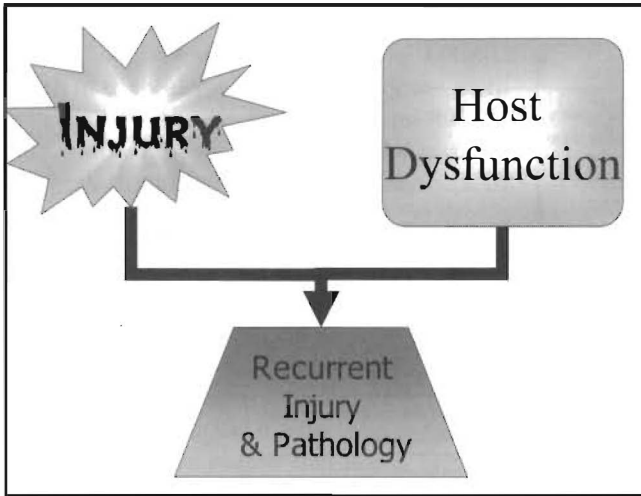 INJURY
Host
Dysfunction
Recurrent
Injury
& Pathology